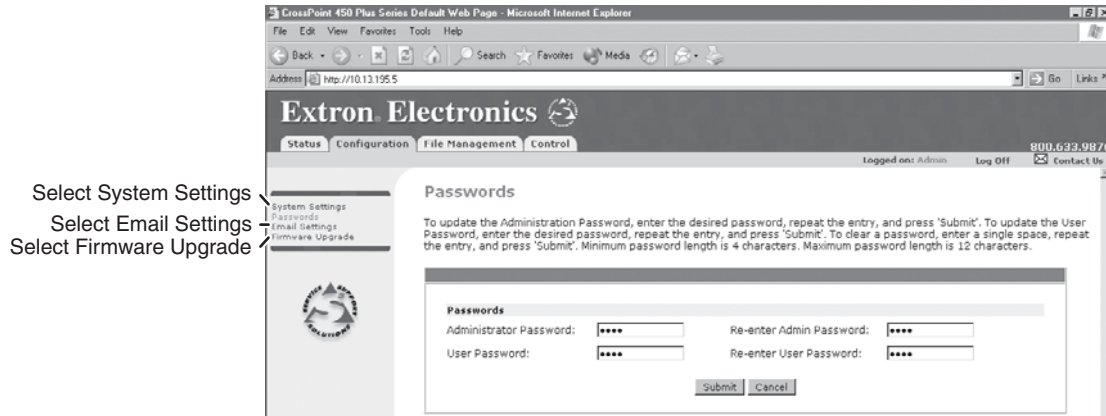 CrossPoint 450 Plus Series Default Web Page - Microsoft Internet Explorer
File Edit View Favorites Tools Help
Back Search Favorites Media
Address http://10.13.195.5 Go Links
Extron Electronics
Status Configuration File Management Control
800.633.987
Logged on: Admin Log Off Contact Us
Select System Settings
Select Email Settings
Select Firmware Upgrade
System Settings
Passwords
Email Settings
Firmware Upgrade
SERVICE SUPPORT SOLUTIONS
Passwords
To update the Administration Password, enter the desired password, repeat the entry, and press 'Submit'. To update the User
Password, enter the desired password, repeat the entry, and press 'Submit'. To clear a password, enter a single space, repeat
the entry, and press 'Submit'. Minimum password length is 4 characters. Maximum password length is 12 characters.
Passwords
Administrator Password: •••• Re-enter Admin Password: ••••
User Password: •••• Re-enter User Password: ••••
Submit Cancel